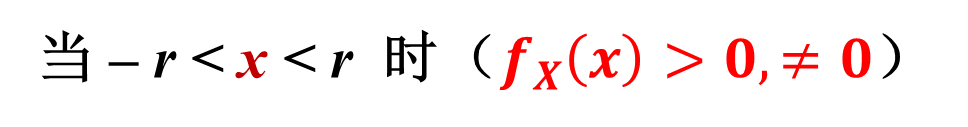 当 – r < x < r 时（f_X(x) > 0, ≠ 0）